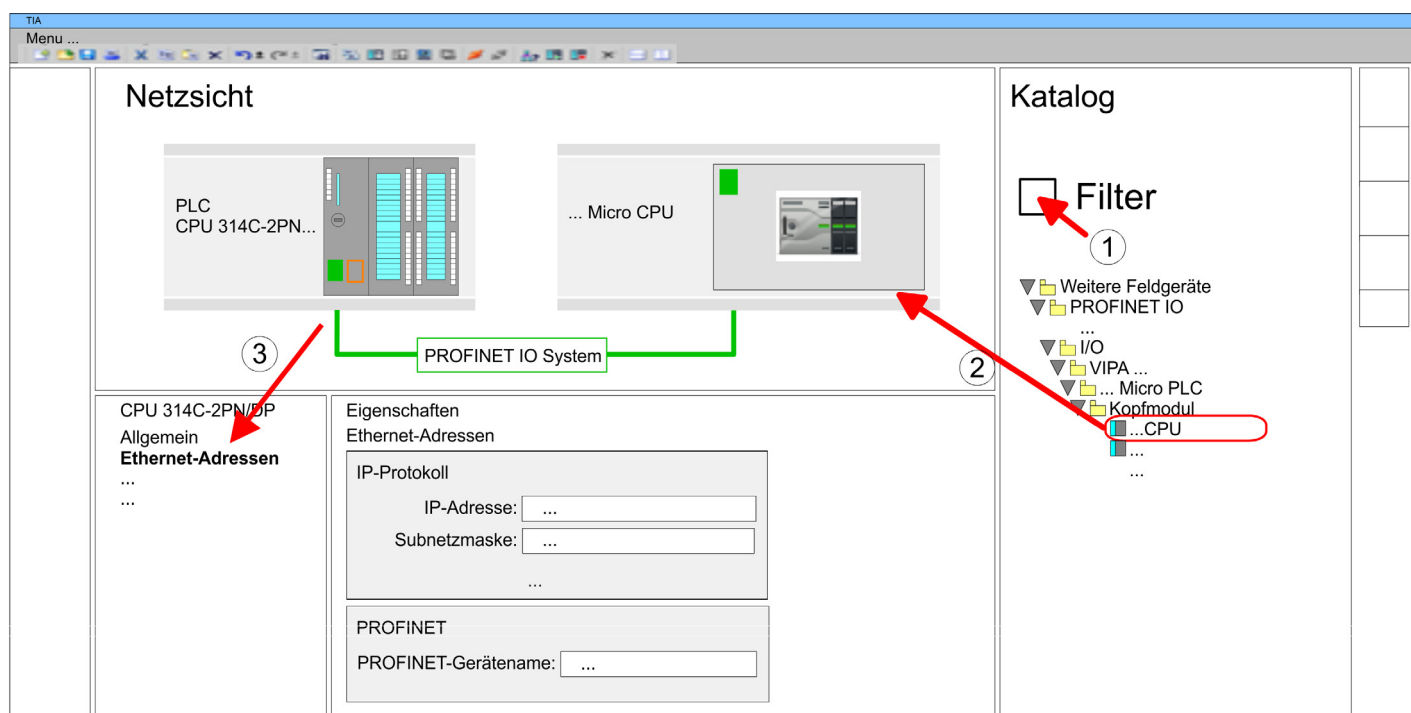 TIA
Menu ...
Netzsicht
PLC
CPU 314C-2PN...
... Micro CPU
PROFINET IO System
3
2
Katalog
Filter
1
Weitere Feldgeräte
PROFINET IO
...
I/O
VIPA ...
... Micro PLC
Kopfmodul
...CPU
...
...
CPU 314C-2PN/DP
Allgemein
Ethernet-Adressen
...
...
Eigenschaften
Ethernet-Adressen
IP-Protokoll
IP-Adresse: ...
Subnetzmaske: ...
...
PROFINET
PROFINET-Gerätename: ...